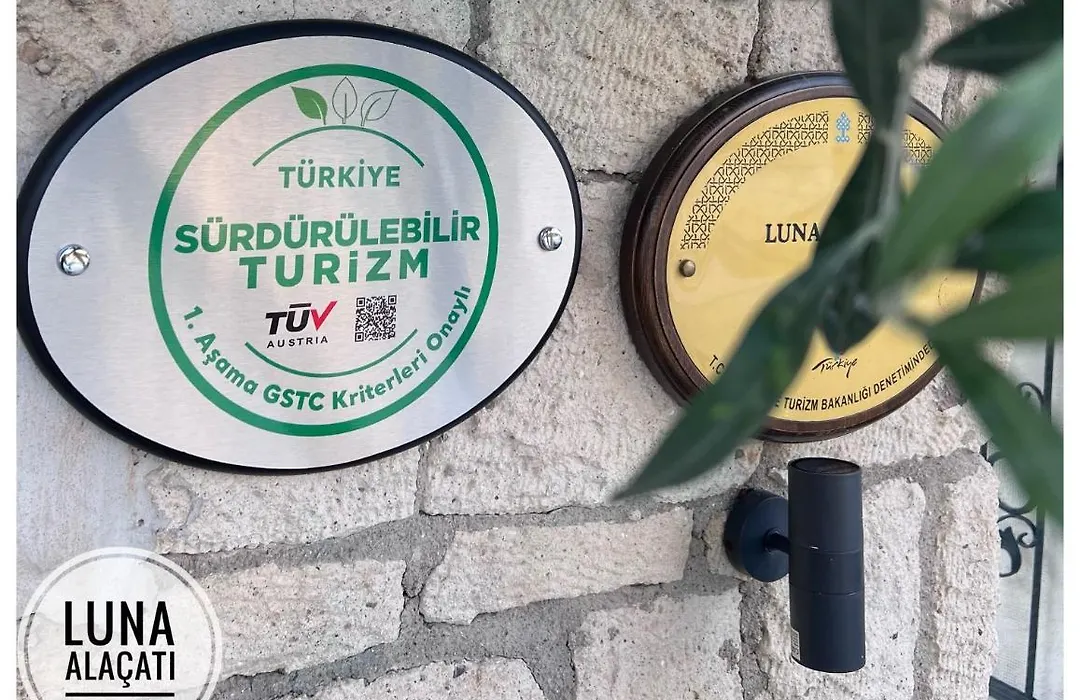 TÜRKİYE
SÜRDÜRÜLEBİLİR
TURİZM
TÜV
AUSTRIA
1. Aşama GSTC Kriterleri Onaylı
LUNA
Türkiye
TURİZM BAKANLIĞI DENETİMİNDE
LUNA
ALAÇATI